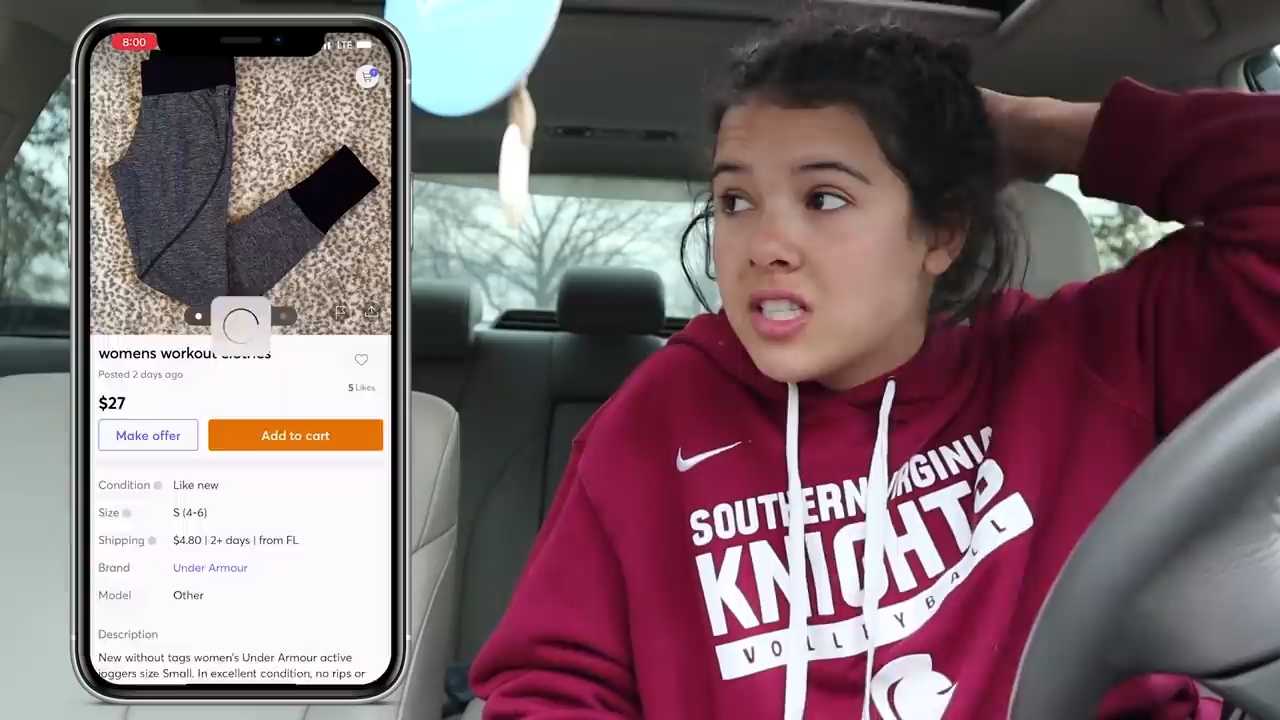 8:00
LTE
womens workout clothes
Posted 2 days ago
5 Likes
$27
Make offer
Add to cart
Condition
Like new
Size
S (4-6)
Shipping
$4.80 | 2+ days | from FL
Brand
Under Armour
Model
Other
Description
New without tags women's Under Armour active
joggers size Small. In excellent condition, no rips or
SOUTHERN VIRGINIA
KNIGHTS
VOLLEYBALL